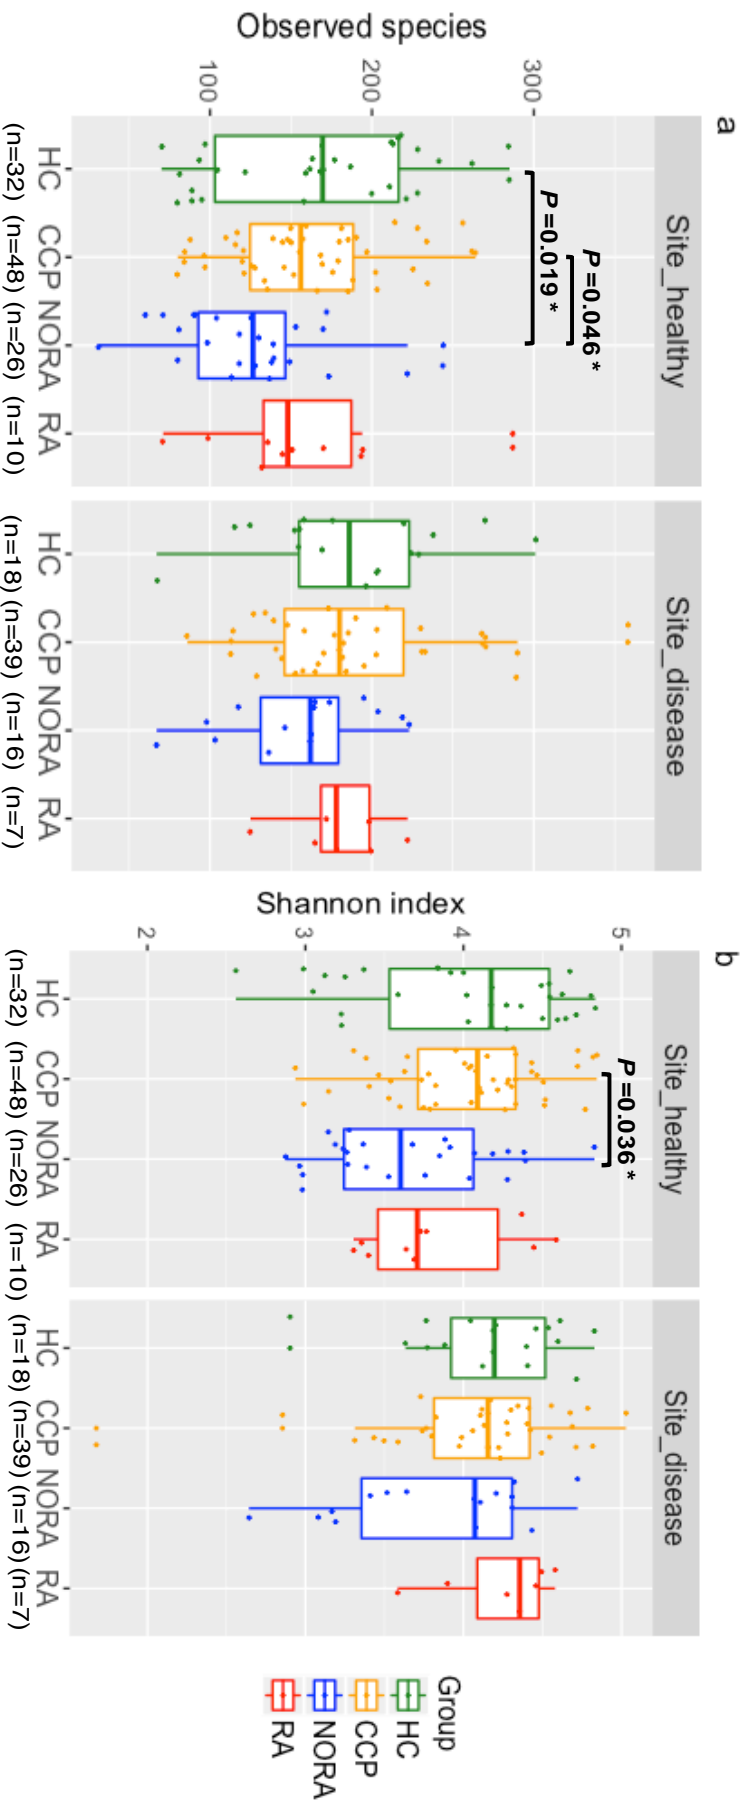 a
Site_healthy
Site_disease
Observed species
300
200
100
P=0.046 *
P=0.019 *
HC CCP NORA RA
(n=32) (n=48) (n=26) (n=10)
HC CCP NORA RA
(n=18) (n=39) (n=16) (n=7)
b
Site_healthy
Site_disease
Shannon index
5
4
3
2
P=0.036 *
HC CCP NORA RA
(n=32) (n=48) (n=26) (n=10)
HC CCP NORA RA
(n=18) (n=39) (n=16) (n=7)
Group
HC
CCP
NORA
RA